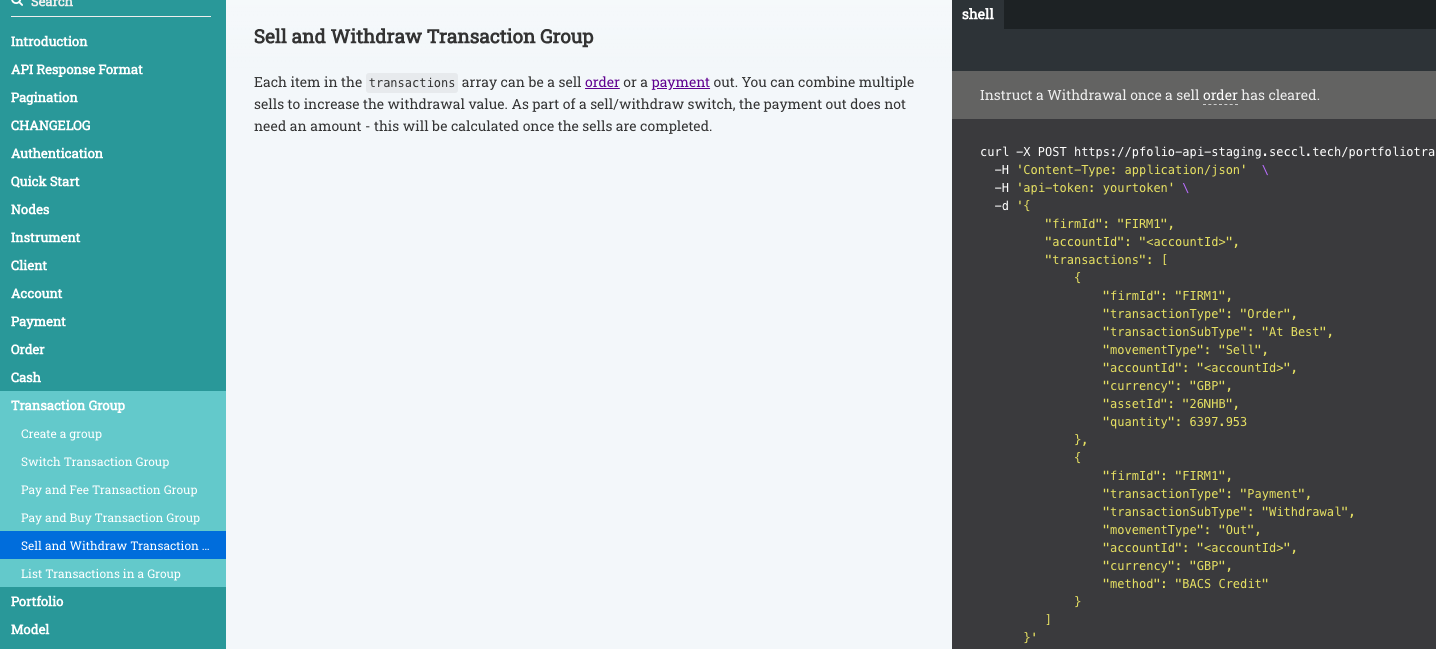 Search
Introduction
API Response Format
Pagination
CHANGELOG
Authentication
Quick Start
Nodes
Instrument
Client
Account
Payment
Order
Cash
Transaction Group
Create a group
Switch Transaction Group
Pay and Fee Transaction Group
Pay and Buy Transaction Group
Sell and Withdraw Transaction ...
List Transactions in a Group
Portfolio
Model
Sell and Withdraw Transaction Group
Each item in the transactions array can be a sell order or a payment out. You can combine multiple
sells to increase the withdrawal value. As part of a sell/withdraw switch, the payment out does not
need an amount - this will be calculated once the sells are completed.
shell
Instruct a Withdrawal once a sell order has cleared.
curl -X POST https://pfolio-api-staging.seccl.tech/portfoliotra
-H 'Content-Type: application/json' \
-H 'api-token: yourtoken' \
-d '{
"firmId": "FIRM1",
"accountId": "<accountId>",
"transactions": [
{
"firmId": "FIRM1",
"transactionType": "Order",
"transactionSubType": "At Best",
"movementType": "Sell",
"accountId": "<accountId>",
"currency": "GBP",
"assetId": "26NHB",
"quantity": 6397.953
},
{
"firmId": "FIRM1",
"transactionType": "Payment",
"transactionSubType": "Withdrawal",
"movementType": "Out",
"accountId": "<accountId>",
"currency": "GBP",
"method": "BACS Credit"
}
]
}'